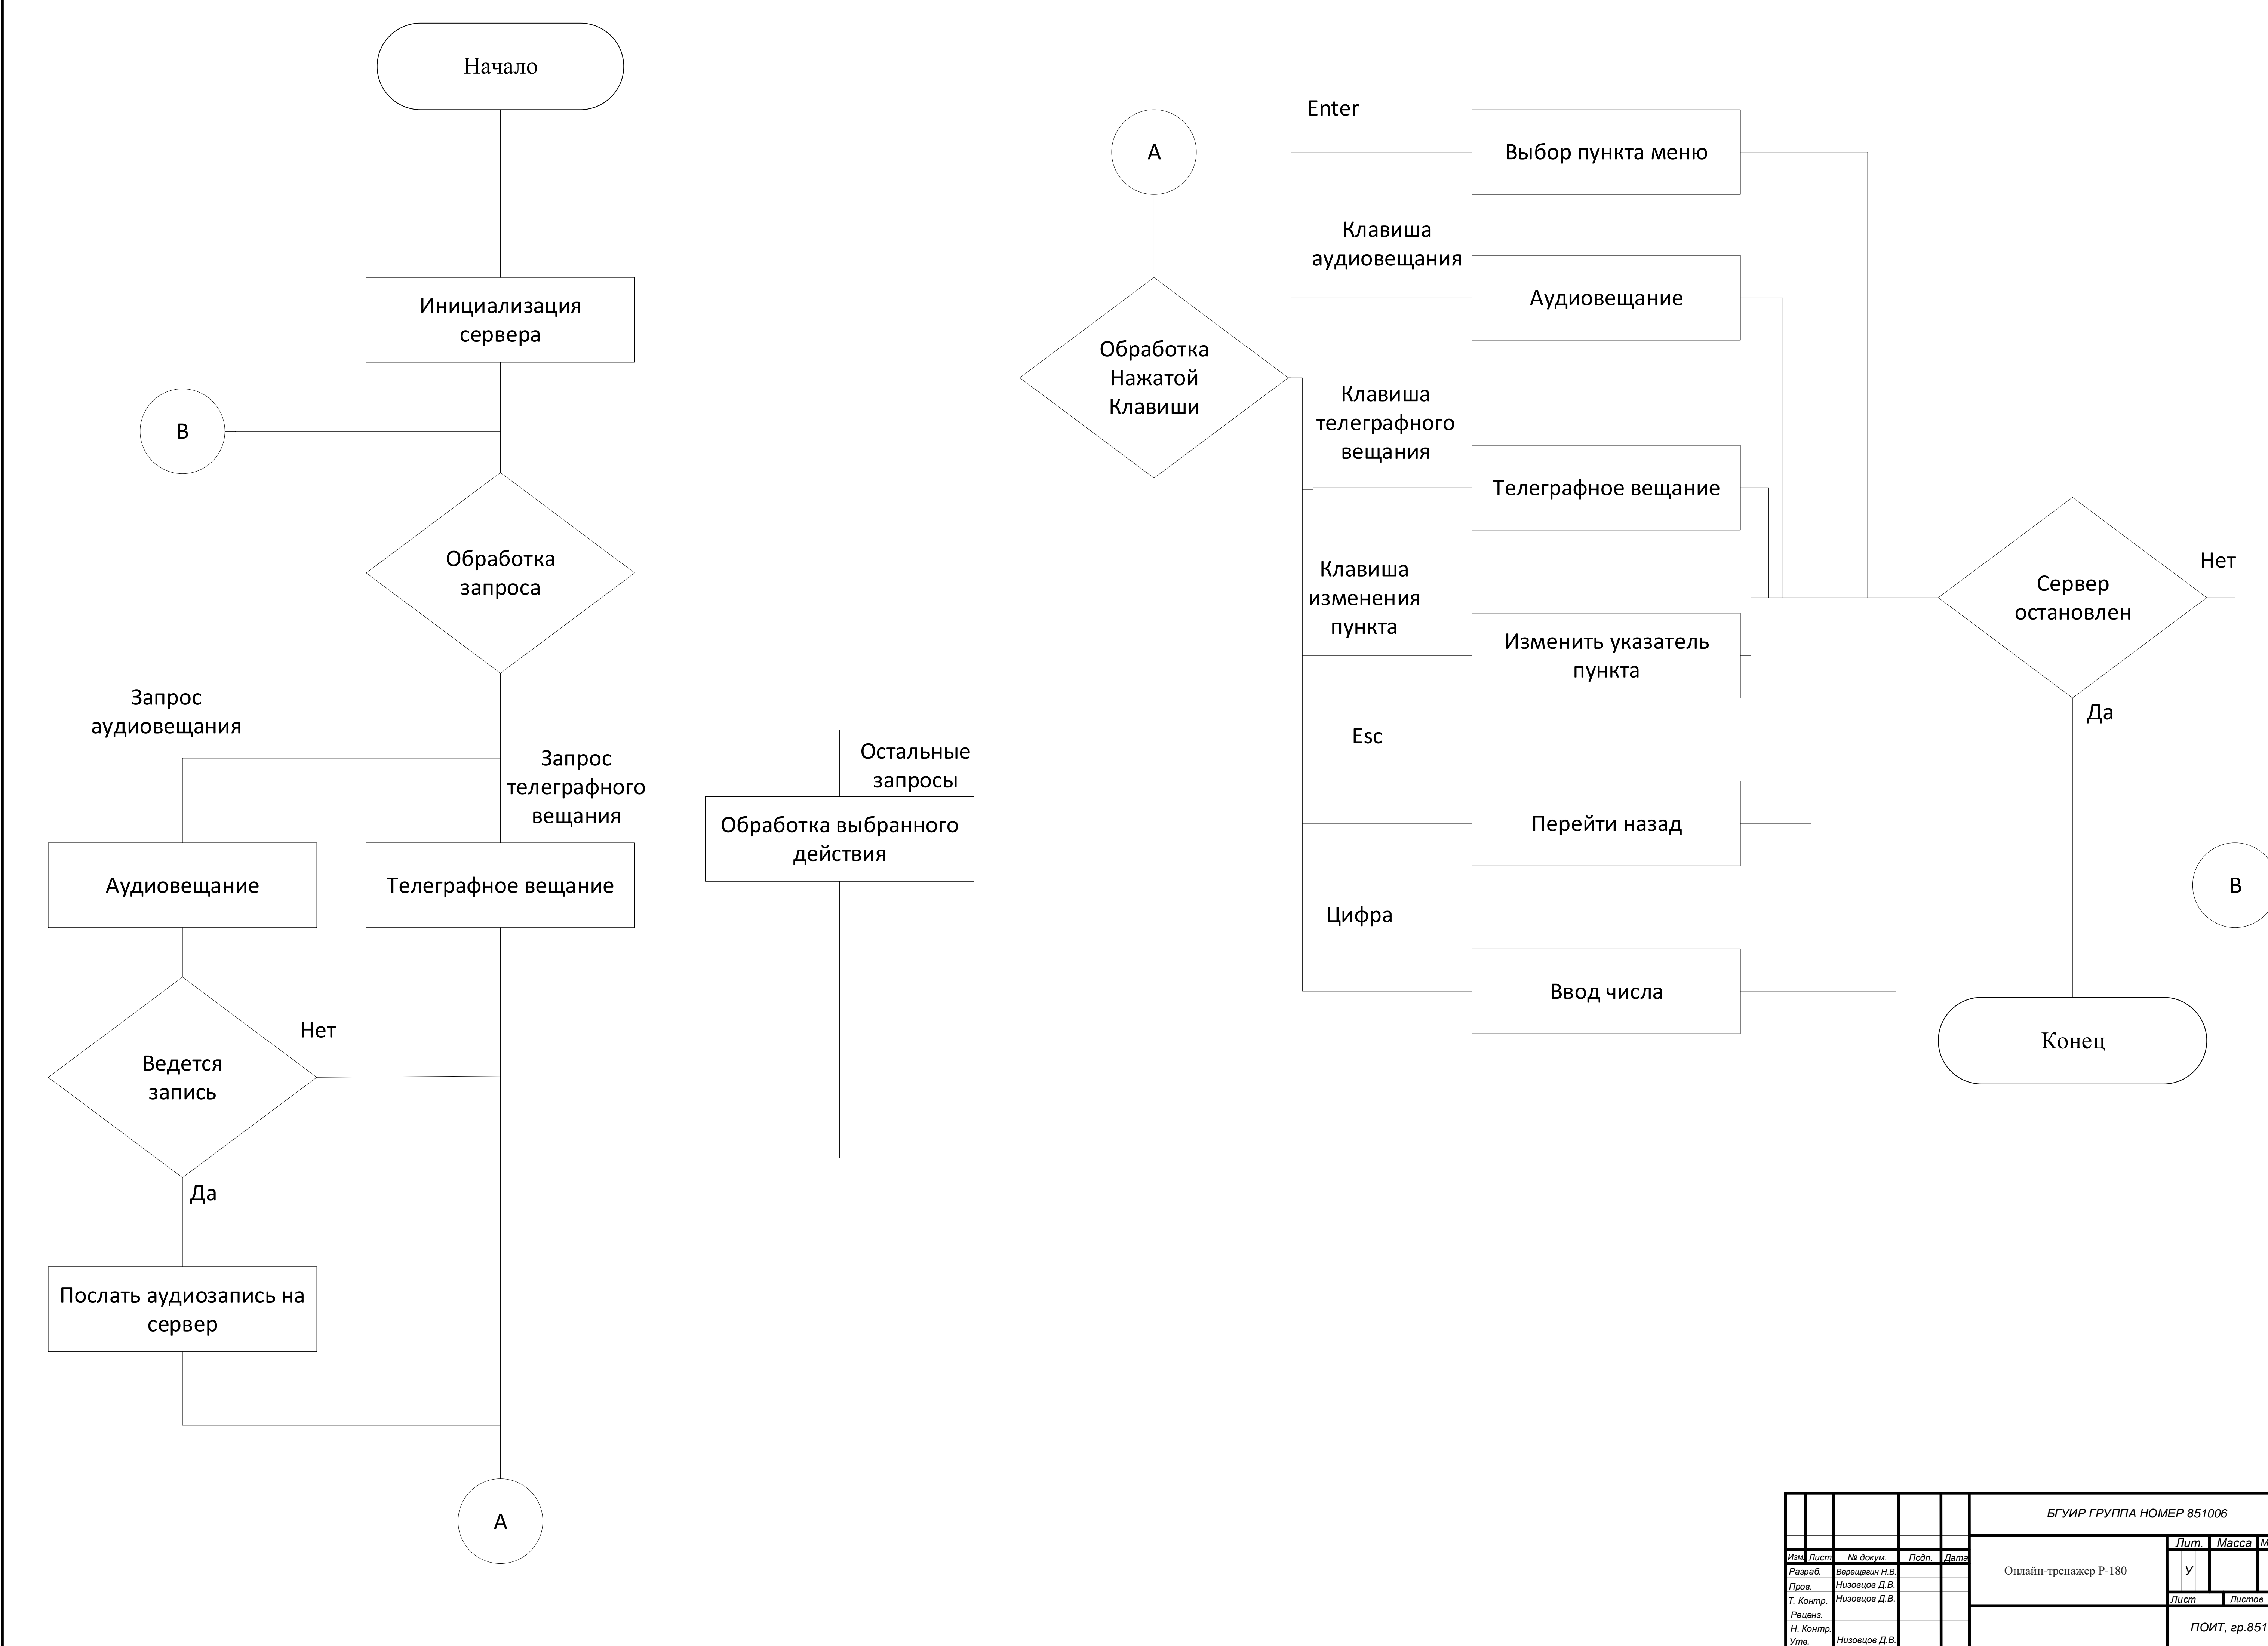 Начало
Инициализация
сервера
B
Обработка
запроса
Запрос
аудиовещания
Запрос
телеграфного
вещания
Остальные
запросы
Аудиовещание
Телеграфное вещание
Обработка выбранного
действия
Ведется
запись
Нет
Да
Послать аудиозапись на
сервер
A
A
Обработка
Нажатой
Клавиши
Enter
Выбор пункта меню
Клавиша
аудиовещания
Аудиовещание
Клавиша
телеграфного
вещания
Телеграфное вещание
Клавиша
изменения
пункта
Изменить указатель
пункта
Esc
Перейти назад
Цифра
Ввод числа
Сервер
остановлен
Нет
Да
B
Конец
БГУИР ГРУППА НОМЕР 851006
Лит. Масса
Изм. Лист № докум. Подп. Дата
Онлайн-тренажер Р-180
У
Разраб. Верещагин Н.В.
Пров. Низовцов Д.В.
Т. Контр. Низовцов Д.В.
Лист Листов
Реценз.
Н. Контр.
ПОИТ, гр.851
Утв. Низовцов Д.В.